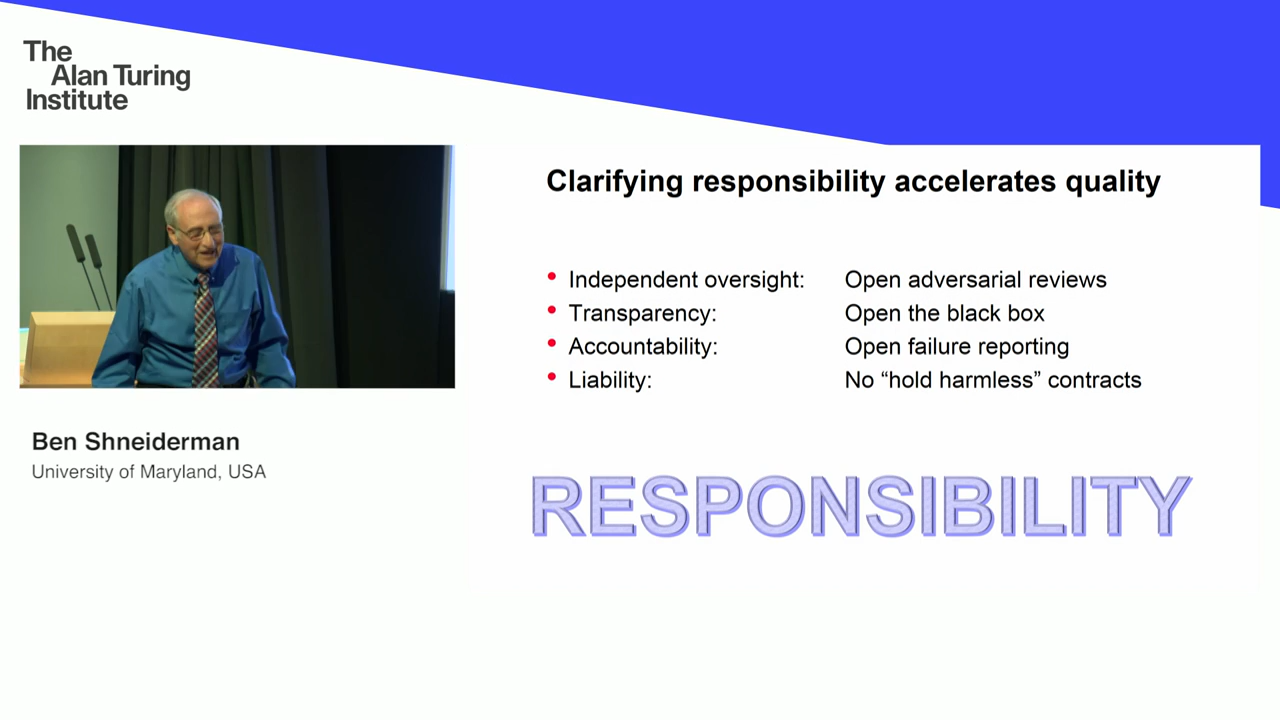 The
Alan Turing
Institute
Ben Shneiderman
University of Maryland, USA
Clarifying responsibility accelerates quality
• Independent oversight: Open adversarial reviews
• Transparency: Open the black box
• Accountability: Open failure reporting
• Liability: No “hold harmless” contracts
RESPONSIBILITY